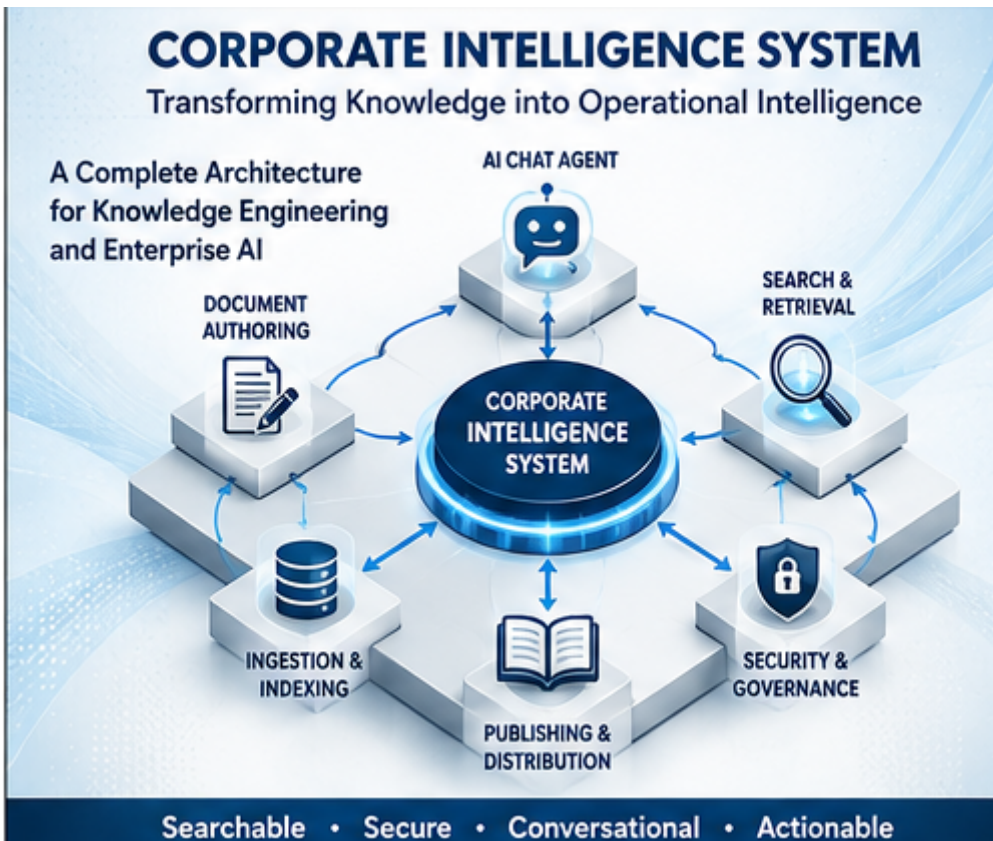 CORPORATE INTELLIGENCE SYSTEM
Transforming Knowledge into Operational Intelligence
A Complete Architecture
for Knowledge Engineering
and Enterprise AI
AI CHAT AGENT
DOCUMENT
AUTHORING
SEARCH &
RETRIEVAL
CORPORATE
INTELLIGENCE
SYSTEM
INGESTION &
INDEXING
PUBLISHING &
DISTRIBUTION
SECURITY &
GOVERNANCE
Searchable • Secure • Conversational • Actionable